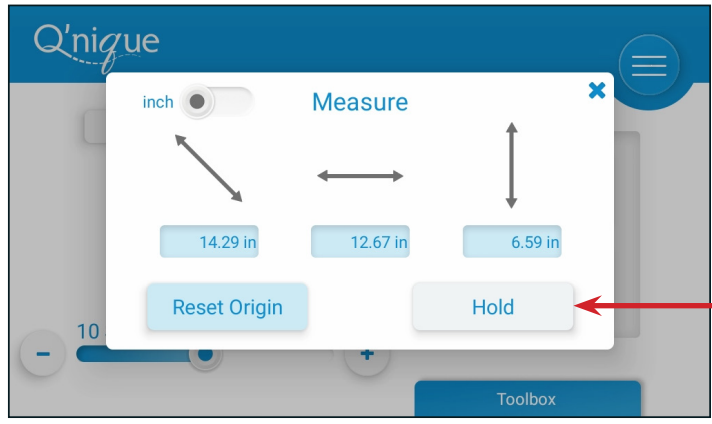 Q'nique
inch
Measure
14.29 in
12.67 in
6.59 in
Reset Origin
Hold
10
Toolbox